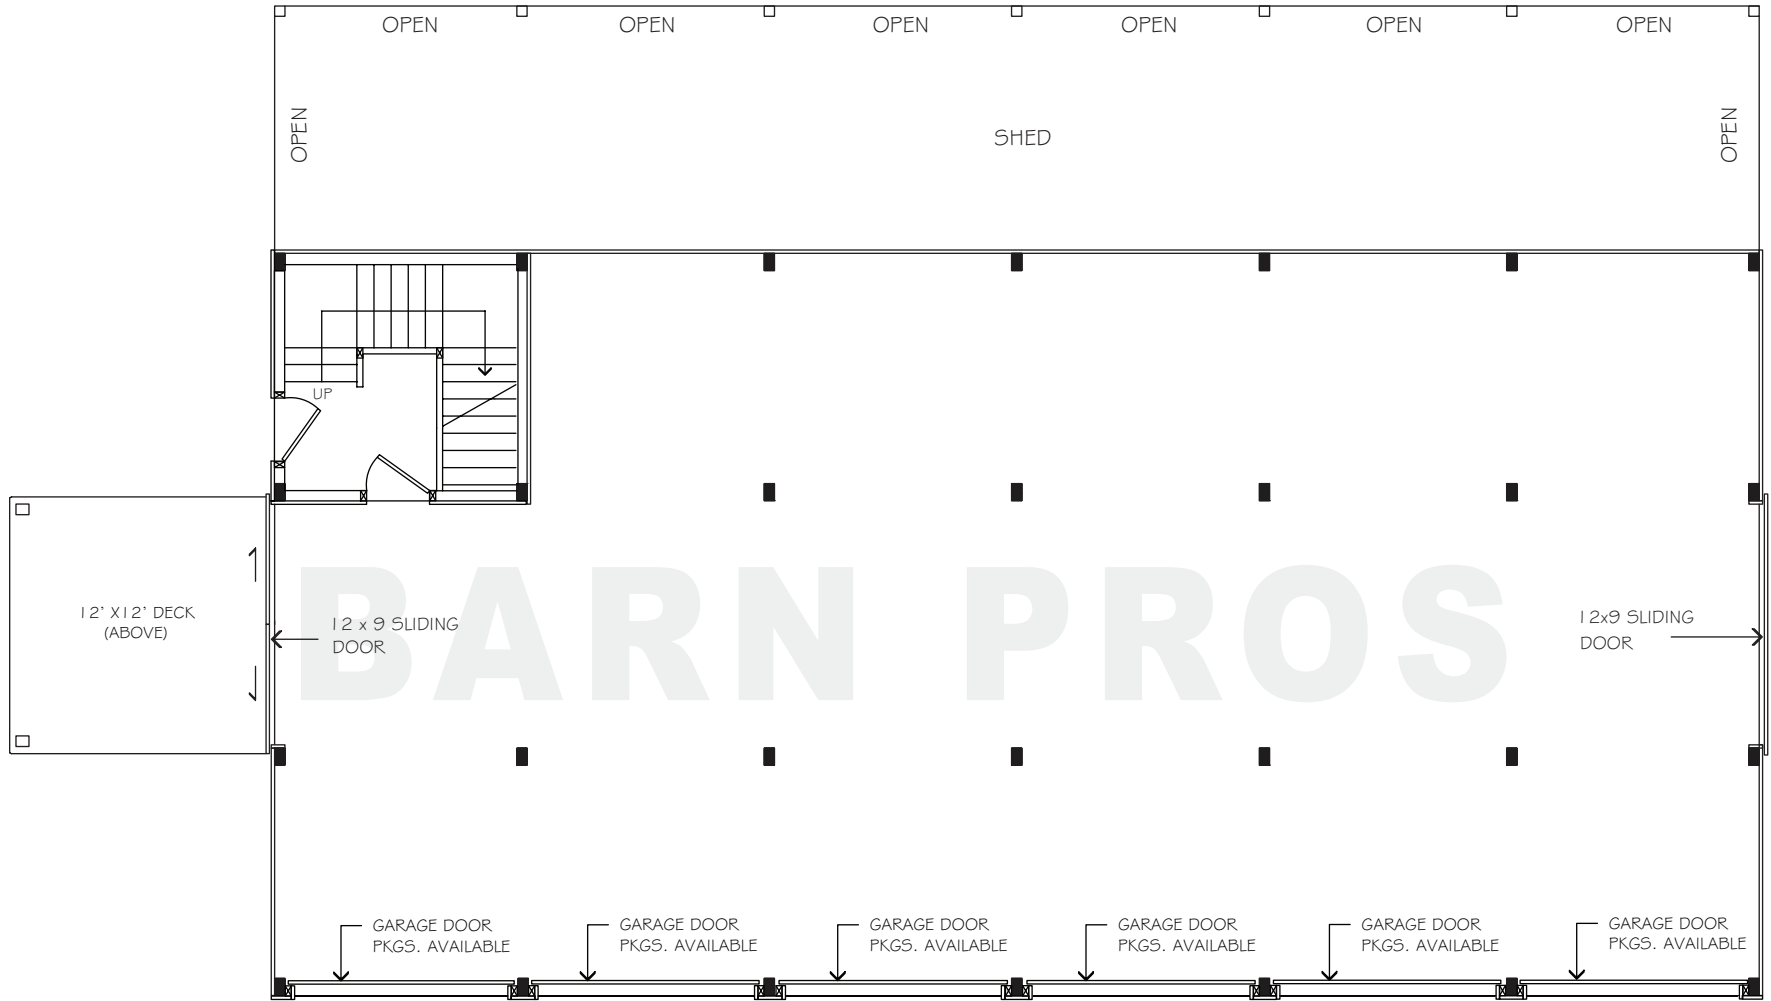 OPEN
OPEN
OPEN
OPEN
OPEN
OPEN
OPEN
SHED
OPEN
UP
12' X12' DECK
(ABOVE)
12 x 9 SLIDING
DOOR
BARN PROS
12x9 SLIDING
DOOR
GARAGE DOOR
PKGS. AVAILABLE
GARAGE DOOR
PKGS. AVAILABLE
GARAGE DOOR
PKGS. AVAILABLE
GARAGE DOOR
PKGS. AVAILABLE
GARAGE DOOR
PKGS. AVAILABLE
GARAGE DOOR
PKGS. AVAILABLE